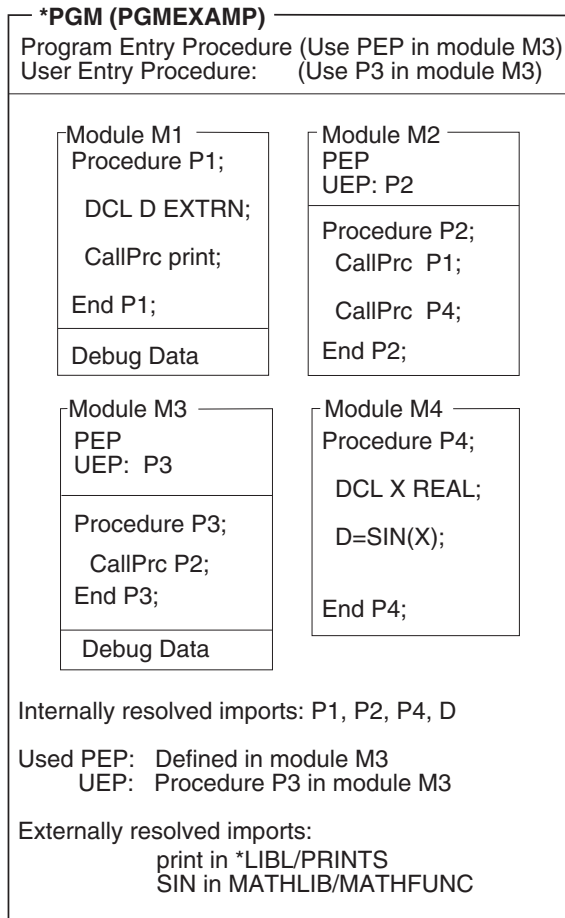 *PGM (PGMEXAMP)
Program Entry Procedure (Use PEP in module M3)
User Entry Procedure: (Use P3 in module M3)
Module M1
Procedure P1;
DCL D EXTRN;
CallPrc print;
End P1;
Debug Data
Module M2
PEP
UEP: P2
Procedure P2;
CallPrc P1;
CallPrc P4;
End P2;
Module M3
PEP
UEP: P3
Procedure P3;
CallPrc P2;
End P3;
Debug Data
Module M4
Procedure P4;
DCL X REAL;
D=SIN(X);
End P4;
Internally resolved imports: P1, P2, P4, D
Used PEP: Defined in module M3
UEP: Procedure P3 in module M3
Externally resolved imports:
print in *LIBL/PRINTS
SIN in MATHLIB/MATHFUNC